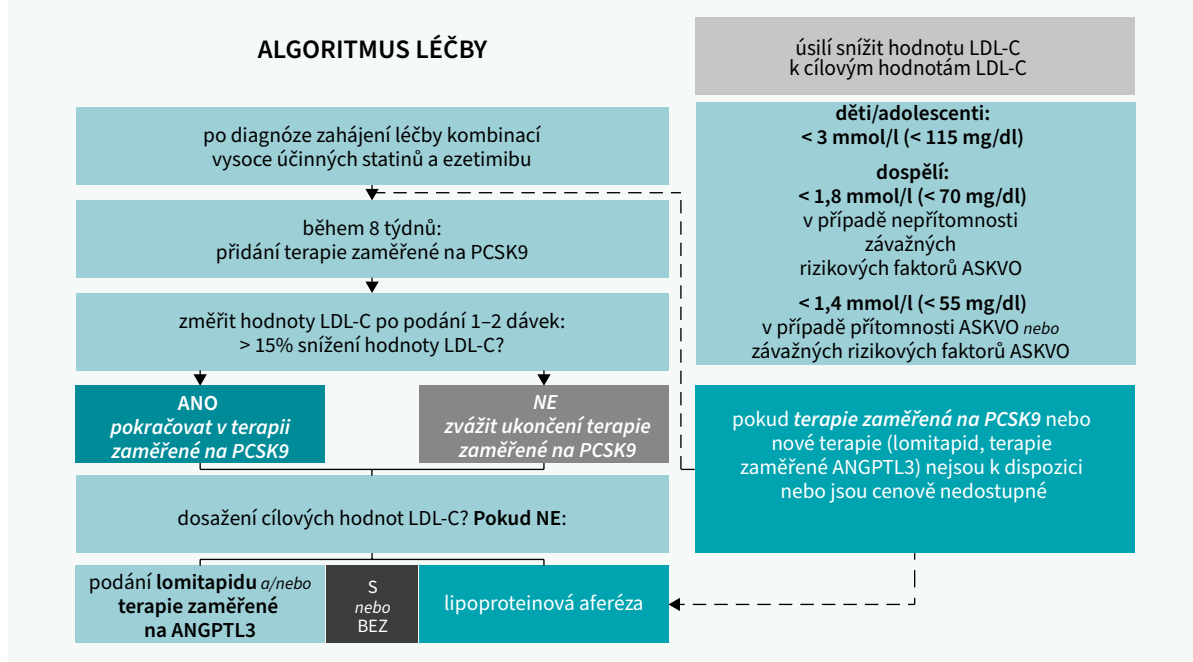 ALGORITMUS LÉČBY
po diagnóze zahájení léčby kombinací
vysoce účinných statinů a ezetimibu
během 8 týdnů:
přidání terapie zaměřené na PCSK9
změřit hodnoty LDL-C po podání 1–2 dávek:
> 15% snížení hodnoty LDL-C?
ANO
pokračovat v terapii
zaměřené na PCSK9
NE
zvážit ukončení terapie
zaměřené na PCSK9
dosažení cílových hodnot LDL-C? Pokud NE:
podání lomitapidu a/nebo
terapie zaměřené
na ANGPTL3
S
nebo
BEZ
lipoproteinová aferéza
úsilí snížit hodnotu LDL-C
k cílovým hodnotám LDL-C
děti/adolescenti:
< 3 mmol/l (< 115 mg/dl)
dospělí:
< 1,8 mmol/l (< 70 mg/dl)
v případě nepřítomnosti
závažných
rizikových faktorů ASKVO
< 1,4 mmol/l (< 55 mg/dl)
v případě přítomnosti ASKVO nebo
závažných rizikových faktorů ASKVO
pokud terapie zaměřená na PCSK9 nebo
nové terapie (lomitapid, terapie
zaměřené ANGPTL3) nejsou k dispozici
nebo jsou cenově nedostupné